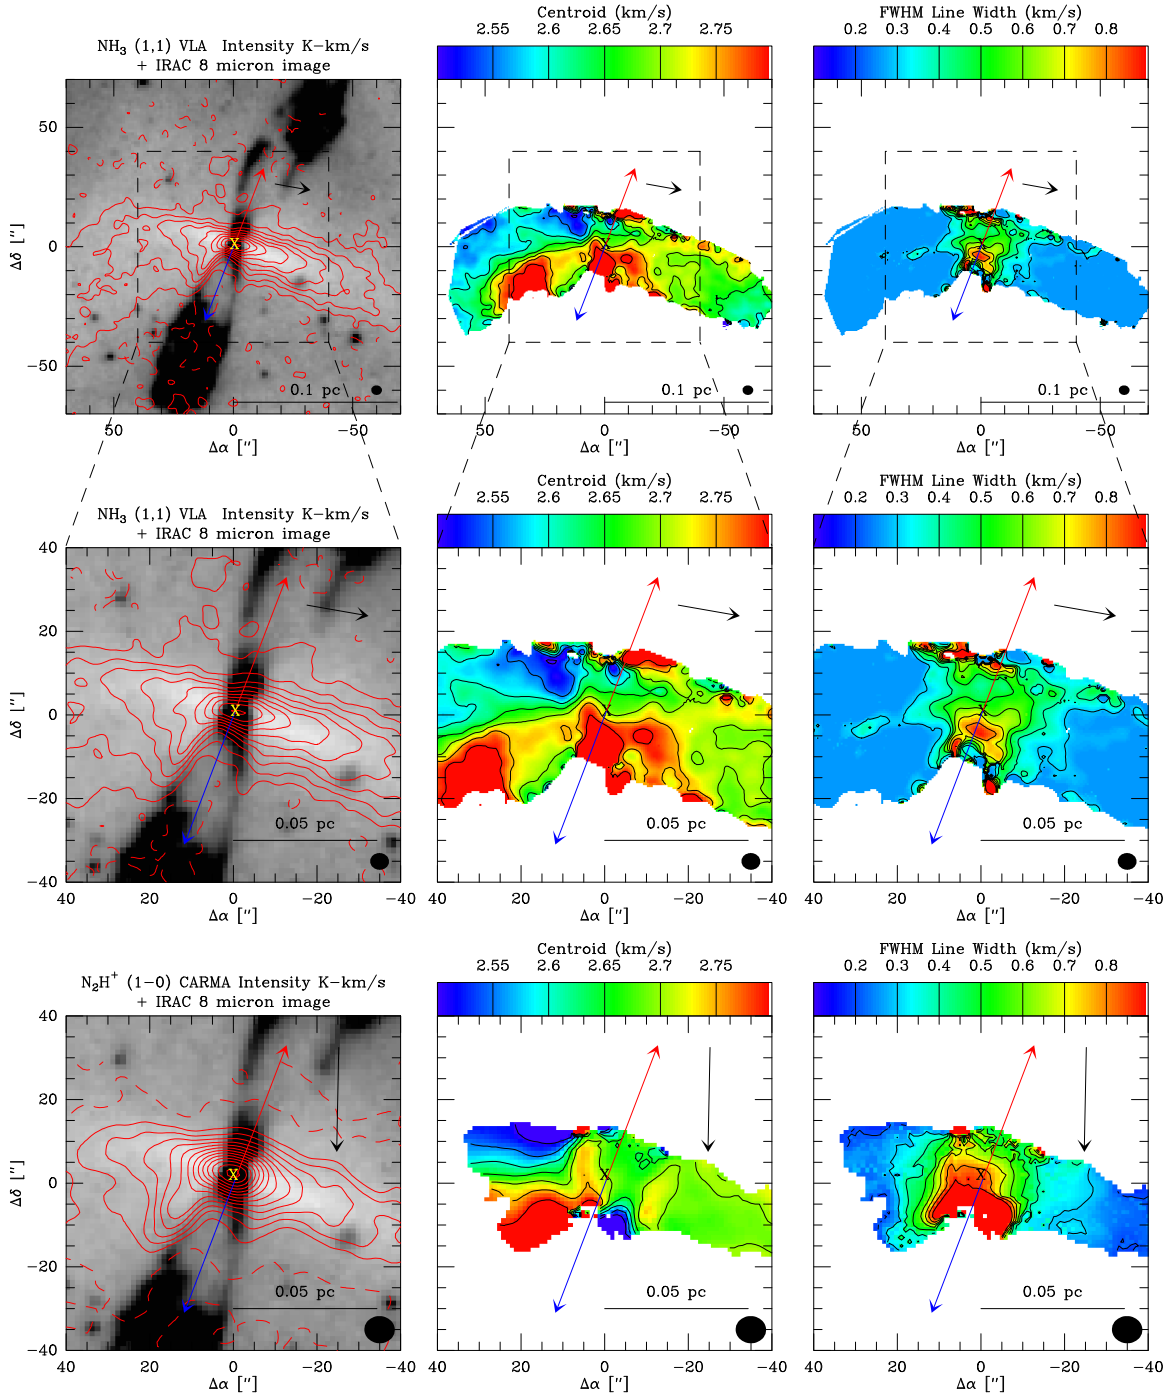 Centroid (km/s) FWHM Line Width (km/s)
2.55 2.6 2.65 2.7 2.75 0.2 0.3 0.4 0.5 0.6 0.7 0.8
NH₃ (1,1) VLA Intensity K−km/s
+ IRAC 8 micron image
50
0
−50
Δδ [″]
X X X
0.1 pc 0.1 pc 0.1 pc
50 0 −50 50 0 −50 50 0 −50
Δα [″] Δα [″] Δα [″]
Centroid (km/s) FWHM Line Width (km/s)
2.55 2.6 2.65 2.7 2.75 0.2 0.3 0.4 0.5 0.6 0.7 0.8
NH₃ (1,1) VLA Intensity K−km/s
+ IRAC 8 micron image
40
20
0
−20
−40
Δδ [″]
X X X
0.05 pc 0.05 pc 0.05 pc
40 20 0 −20 −40 40 20 0 −20 −40 40 20 0 −20 −40
Δα [″] Δα [″] Δα [″]
Centroid (km/s) FWHM Line Width (km/s)
2.55 2.6 2.65 2.7 2.75 0.2 0.3 0.4 0.5 0.6 0.7 0.8
N₂H⁺ (1−0) CARMA Intensity K−km/s
+ IRAC 8 micron image
40
20
0
−20
−40
Δδ [″]
X X X
0.05 pc 0.05 pc 0.05 pc
40 20 0 −20 −40 40 20 0 −20 −40 40 20 0 −20 −40
Δα [″] Δα [″] Δα [″]